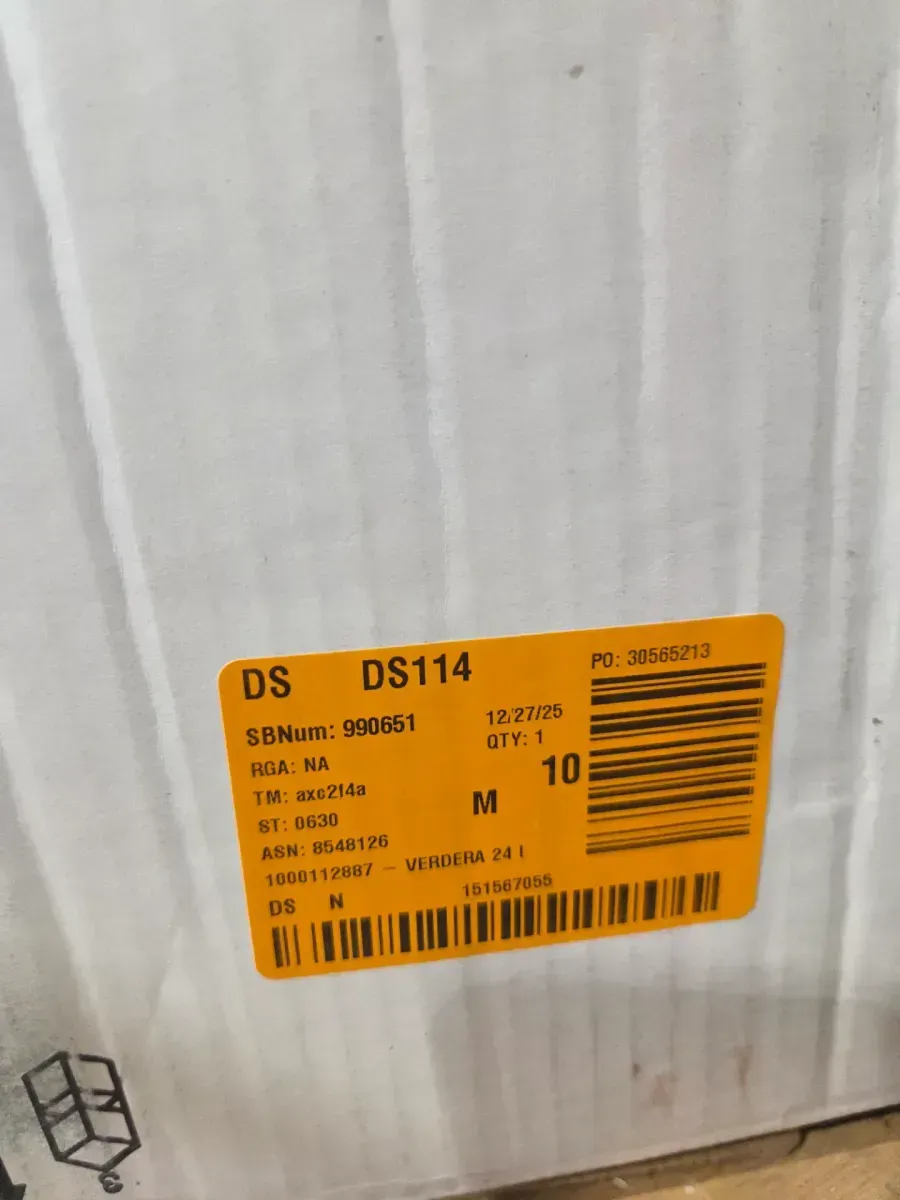 DS DS114
PO: 30565213
SBNum: 990651
12/27/25
QTY: 1
RGA: NA
10
TM: axc2f4a
M
ST: 0630
ASN: 8548126
1000112887 - VERDERA 24 I
DS N 151567055
3